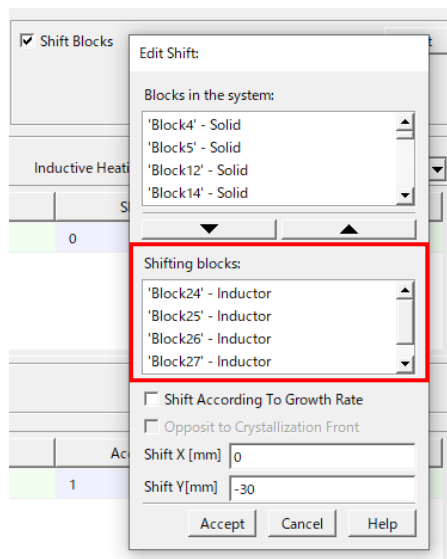 Shift Blocks
Edit Shift:
Blocks in the system:
'Block4' - Solid
'Block5' - Solid
'Block12' - Solid
'Block14' - Solid
Inductive Heati
S
0
Shifting blocks:
'Block24' - Inductor
'Block25' - Inductor
'Block26' - Inductor
'Block27' - Inductor
Shift According To Growth Rate
Opposit to Crystallization Front
Ac
Shift X [mm] 0
1
Shift Y[mm] -30
Accept Cancel Help